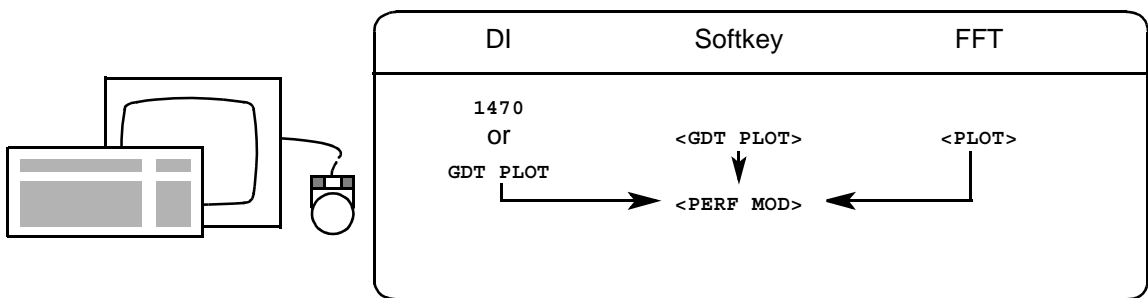 DI Softkey FFT
1470
or
<GDT PLOT> <PLOT>
GDT PLOT
<PERF MOD>